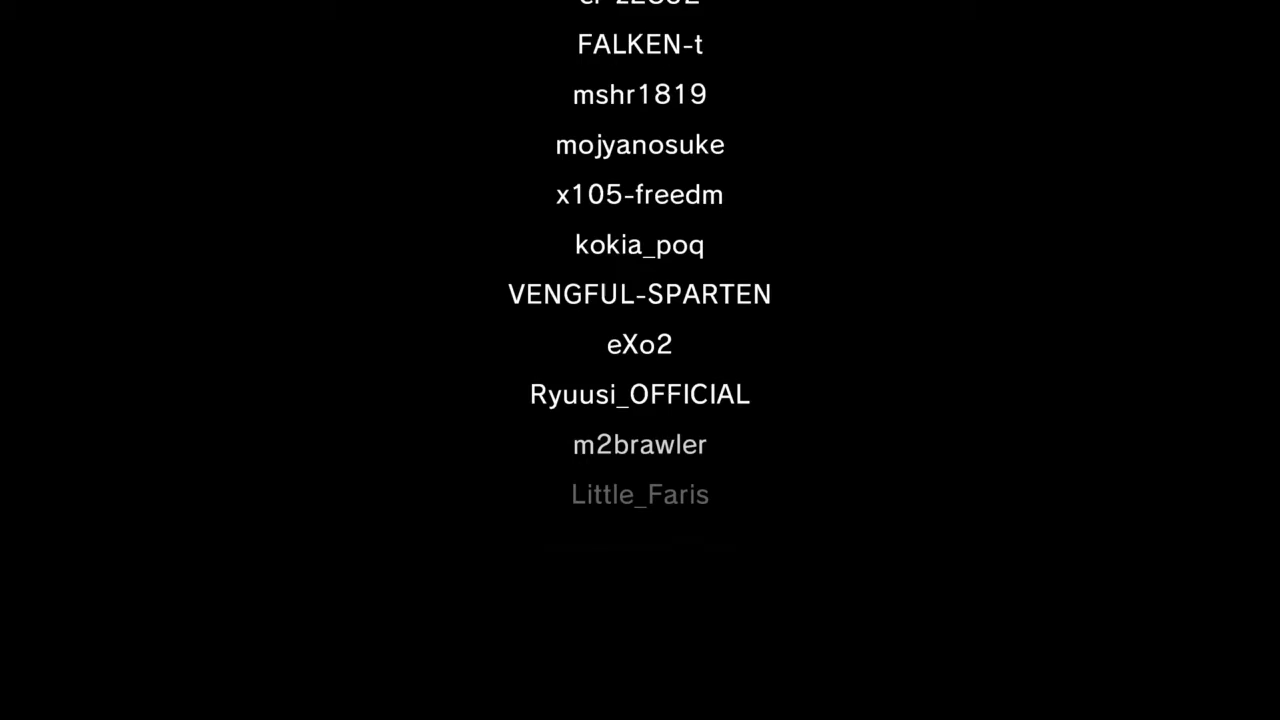 FALKEN-t
mshr1819
mojyanosuke
x105-freedm
kokia_poq
VENGFUL-SPARTEN
eXo2
Ryuusi_OFFICIAL
m2brawler
Little_Faris